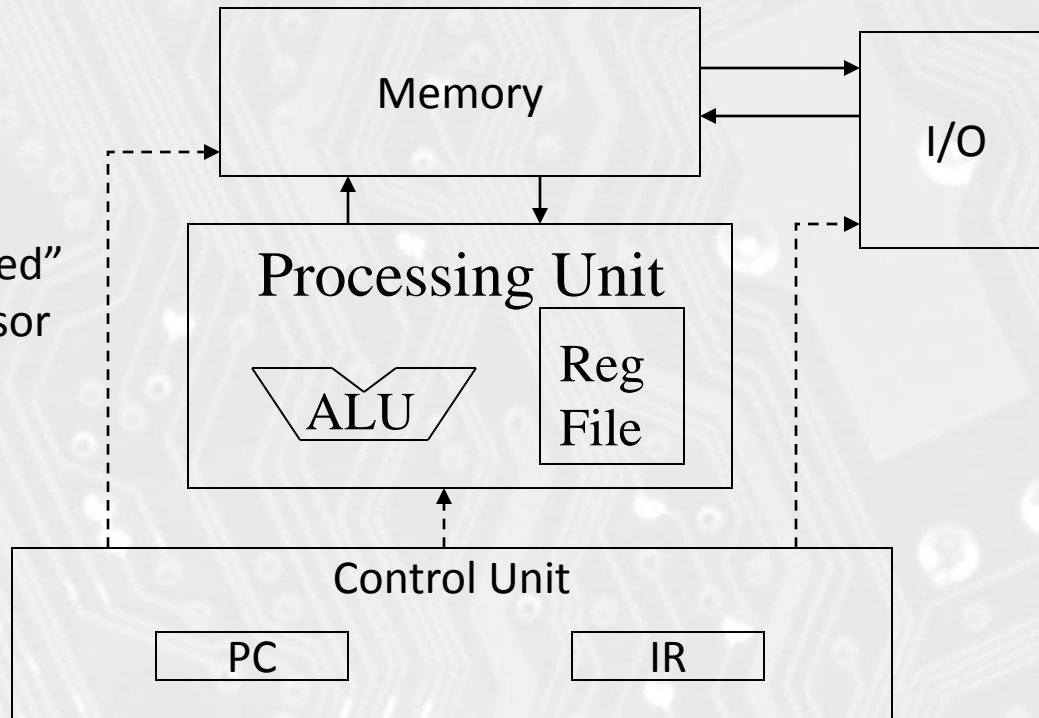 Memory
I/O
ed”
sor
Processing Unit
ALU
Reg
File
Control Unit
PC
IR